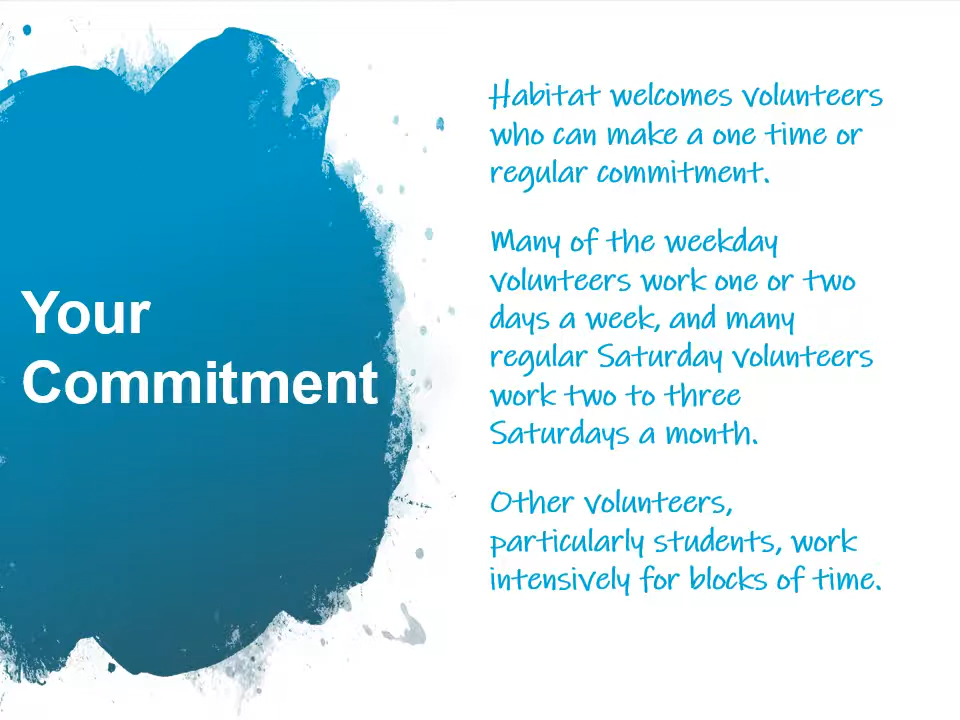 Your
Commitment
Habitat welcomes volunteers
who can make a one time or
regular commitment.
Many of the weekday
volunteers work one or two
days a week, and many
regular Saturday volunteers
work two to three
Saturdays a month.
Other volunteers,
particularly students, work
intensively for blocks of time.